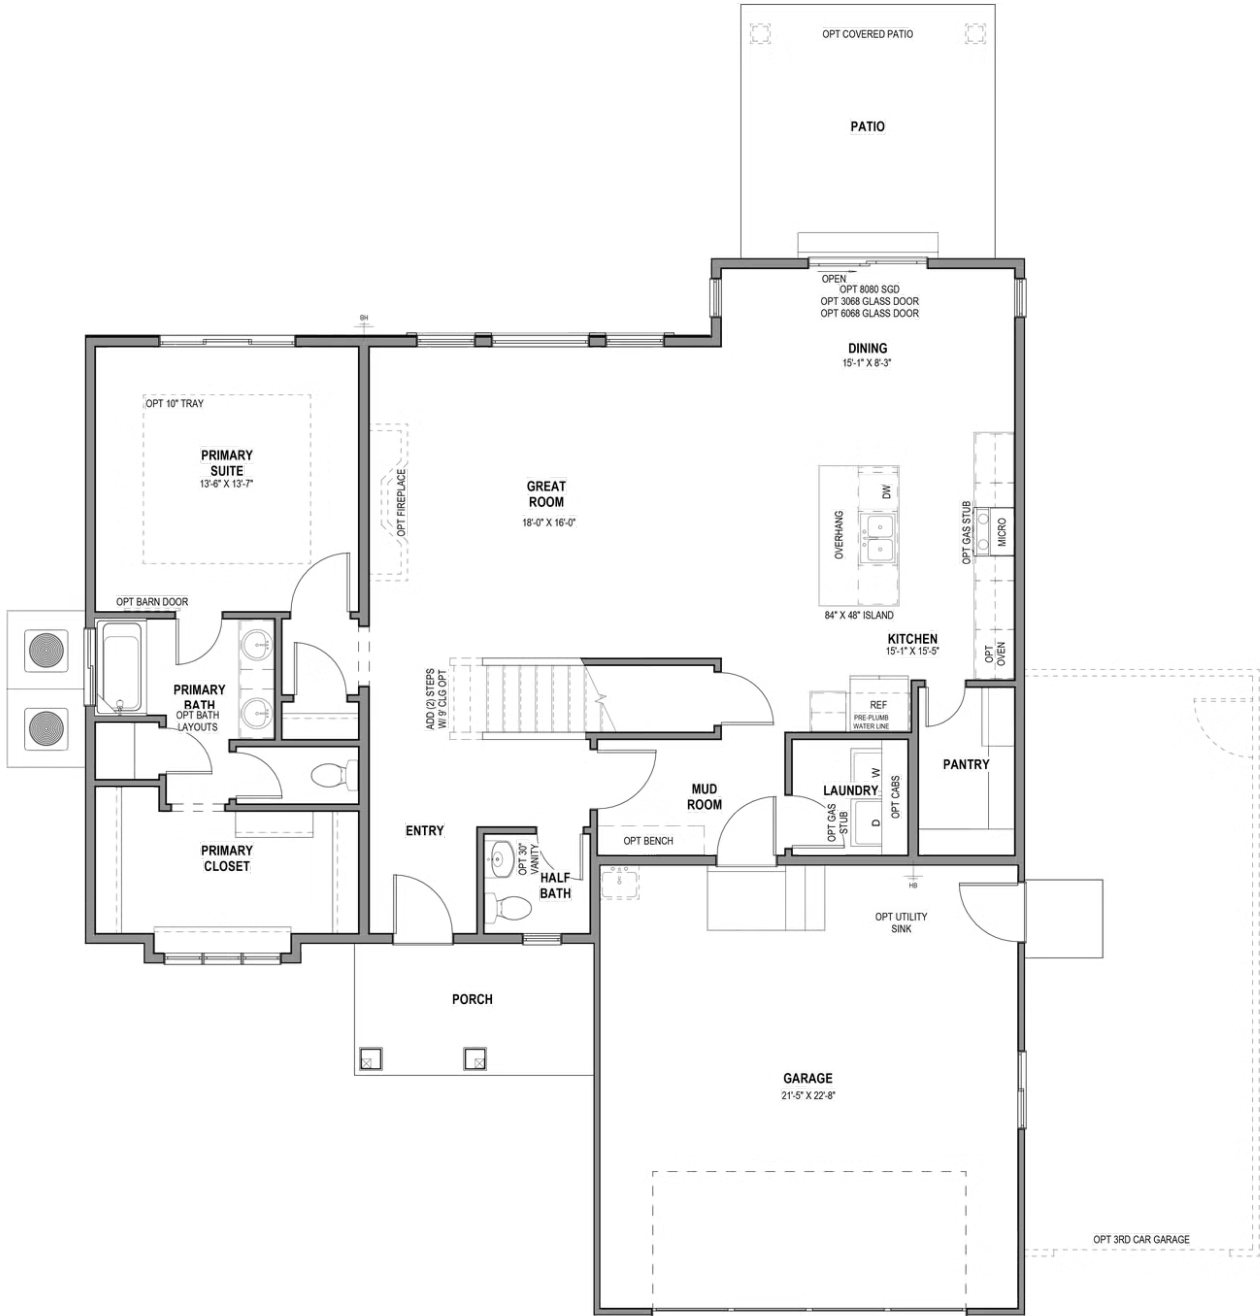 OPT COVERED PATIO
PATIO
OPEN
OPT 8080 SGD
OPT 3068 GLASS DOOR
OPT 6068 GLASS DOOR
DINING
15'-1" X 8'-3"
OPT 10" TRAY
PRIMARY
SUITE
13'-6" X 13'-7"
OPT FIREPLACE
GREAT
ROOM
18'-0" X 16'-0"
OVERHANG
DW
OPT GAS STUB
MICRO
84" X 48" ISLAND
KITCHEN
15'-1" X 15'-5"
OPT
OVEN
OPT BARN DOOR
PRIMARY
BATH
OPT BATH
LAYOUTS
ADD (2) STEPS
W/ 9' CLG OPT
REF
PRE-PLUMB
WATER LINE
PANTRY
MUD
ROOM
LAUNDRY
W
D
OPT CABS
OPT GAS
STUB
OPT BENCH
ENTRY
PRIMARY
CLOSET
OPT 30"
VANITY
HALF
BATH
HB
OPT UTILITY
SINK
PORCH
GARAGE
21'-5" X 22'-8"
OPT 3RD CAR GARAGE